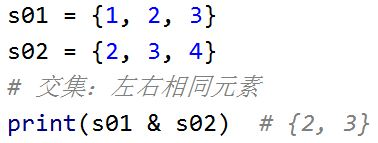 s01 = {1, 2, 3}
s02 = {2, 3, 4}
# 交集：左右相同元素
print(s01 & s02)  # {2, 3}